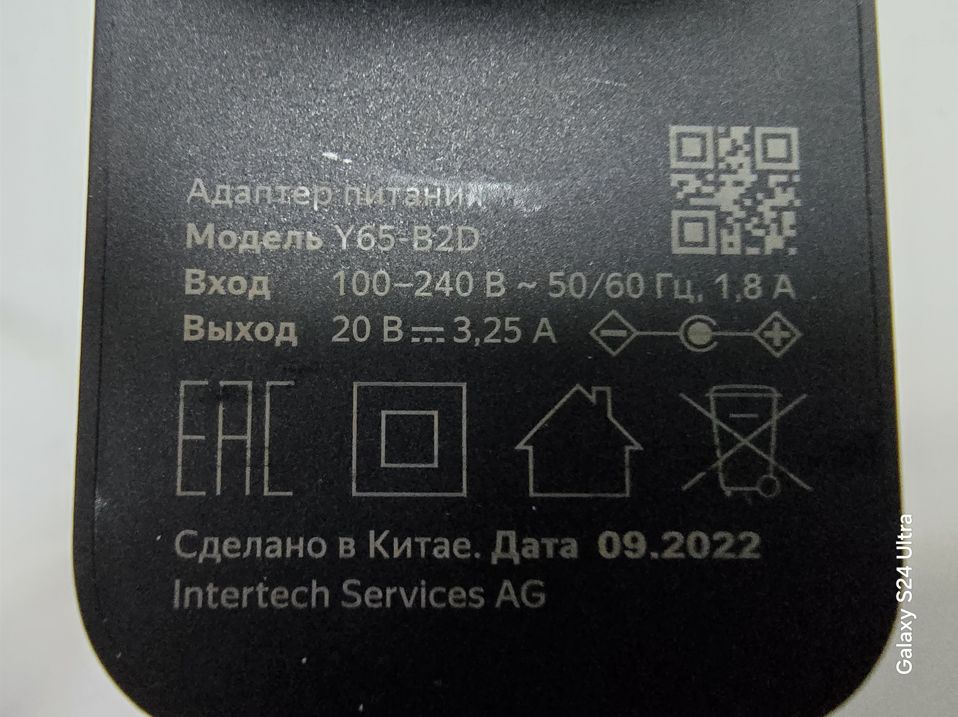 Адаптер питания
Модель Y65-B2D
Вход 100–240 В ~ 50/60 Гц, 1,8 А
Выход 20 В⎓3,25 А
EAC
Сделано в Китае. Дата 09.2022
Intertech Services AG
Galaxy S24 Ultra